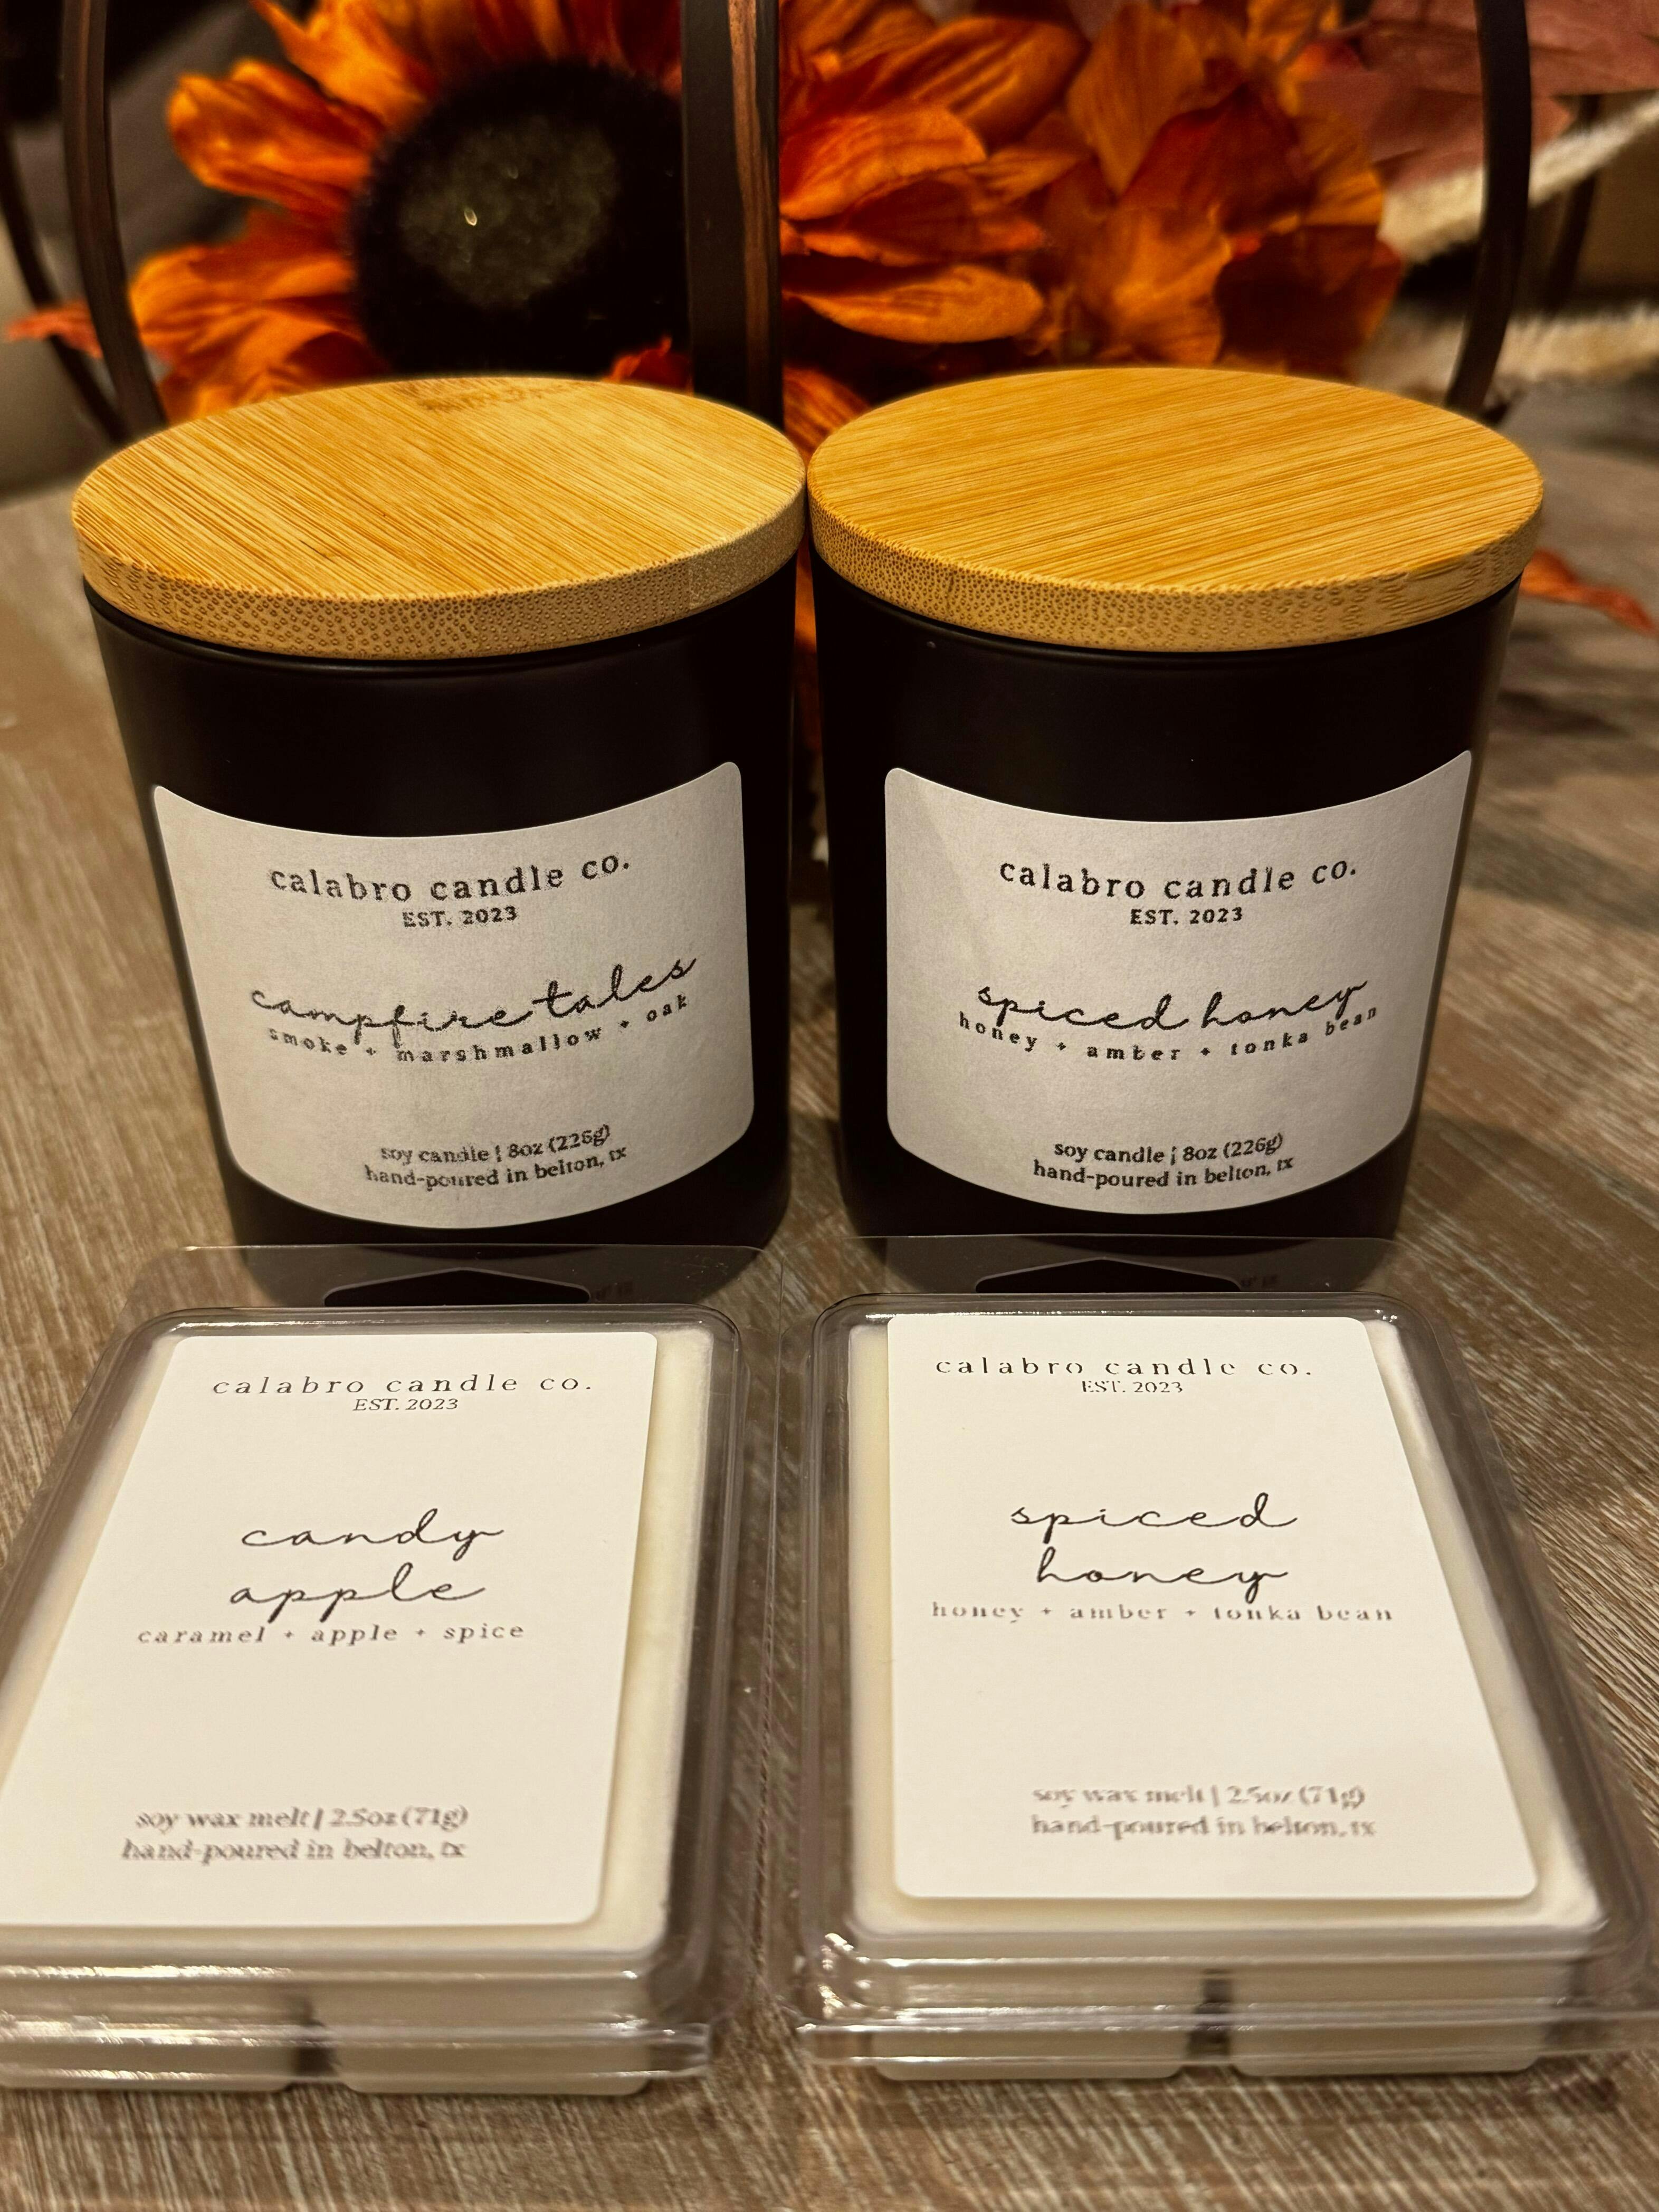 calabro candle co.
EST. 2023
campfire tales
smoke + marshmallow + oak
soy candle | 8oz (226g)
hand-poured in belton, tx
calabro candle co.
EST. 2023
spiced honey
honey + amber + tonka bean
soy candle | 8oz (226g)
hand-poured in belton, tx
calabro candle co.
EST. 2023
candy
apple
caramel + apple + spice
soy wax melt | 2.5oz (71g)
hand-poured in belton, tx
calabro candle co.
EST. 2023
spiced
honey
honey + amber + tonka bean
soy wax melt | 2.5oz (71g)
hand-poured in belton, tx